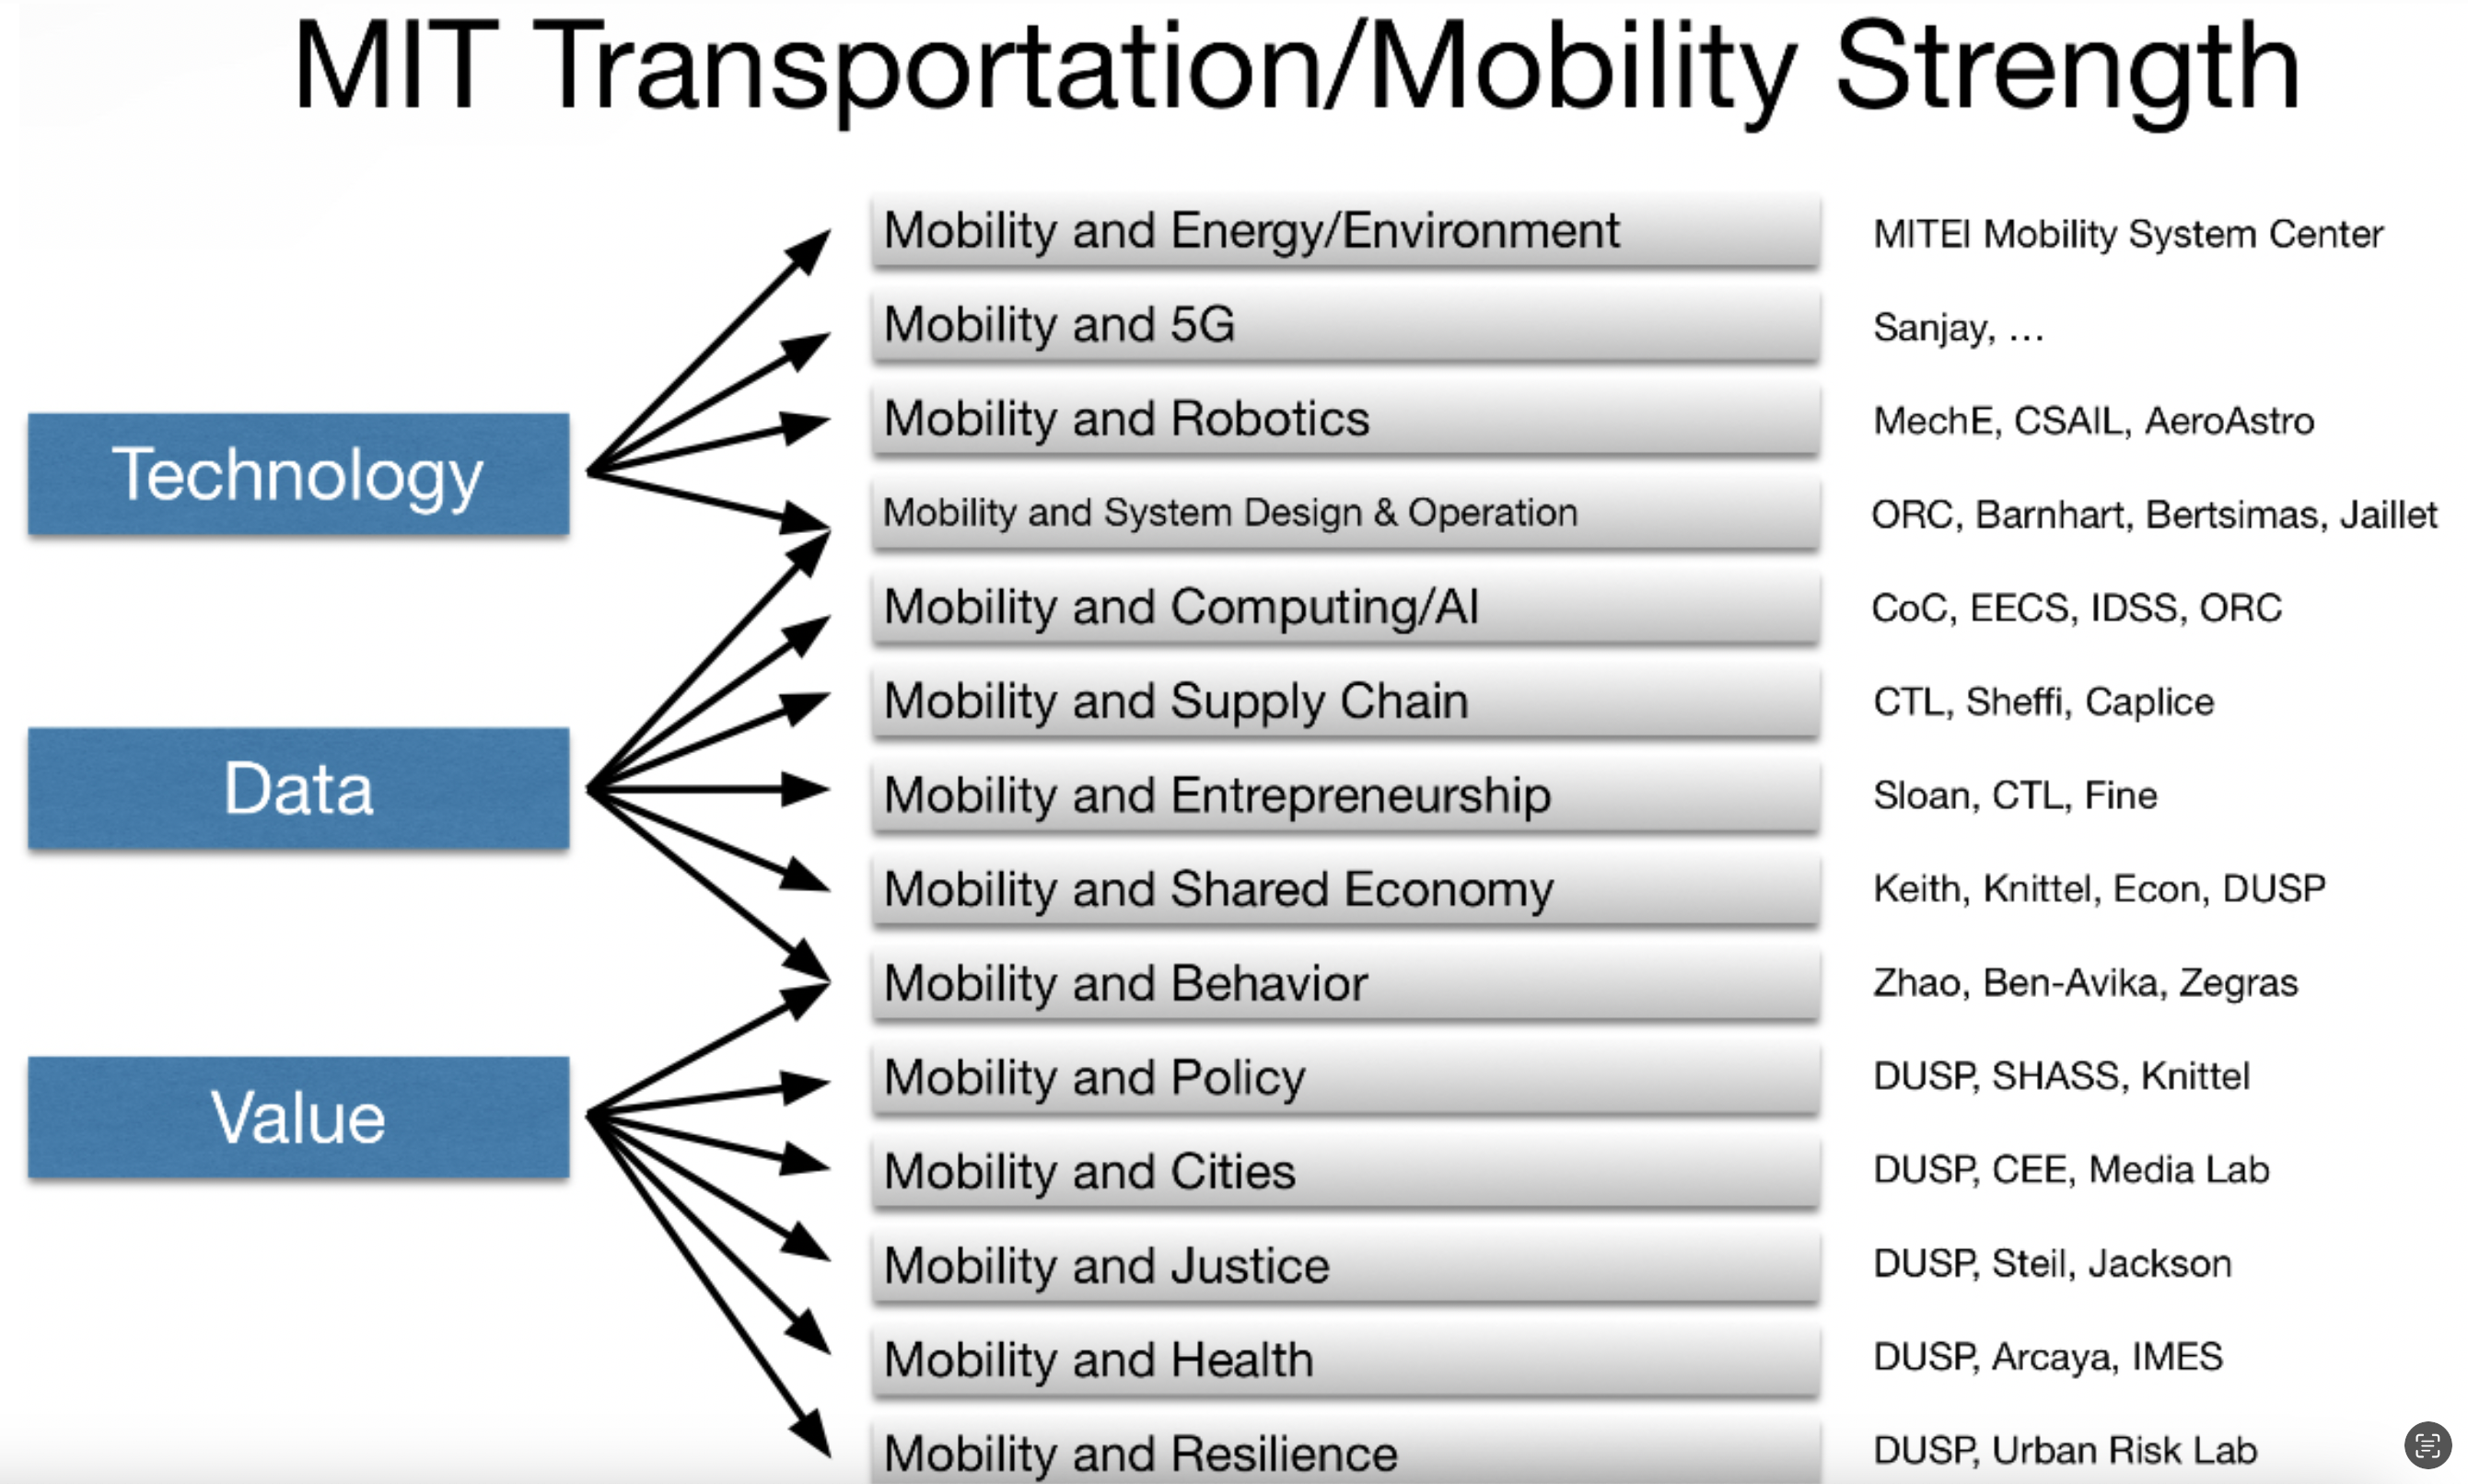 MIT Transportation/Mobility Strength
Technology
Data
Value
Mobility and Energy/Environment
MITEI Mobility System Center
Mobility and 5G
Sanjay, …
Mobility and Robotics
MechE, CSAIL, AeroAstro
Mobility and System Design & Operation
ORC, Barnhart, Bertsimas, Jaillet
Mobility and Computing/AI
CoC, EECS, IDSS, ORC
Mobility and Supply Chain
CTL, Sheffi, Caplice
Mobility and Entrepreneurship
Sloan, CTL, Fine
Mobility and Shared Economy
Keith, Knittel, Econ, DUSP
Mobility and Behavior
Zhao, Ben-Avika, Zegras
Mobility and Policy
DUSP, SHASS, Knittel
Mobility and Cities
DUSP, CEE, Media Lab
Mobility and Justice
DUSP, Steil, Jackson
Mobility and Health
DUSP, Arcaya, IMES
Mobility and Resilience
DUSP, Urban Risk Lab